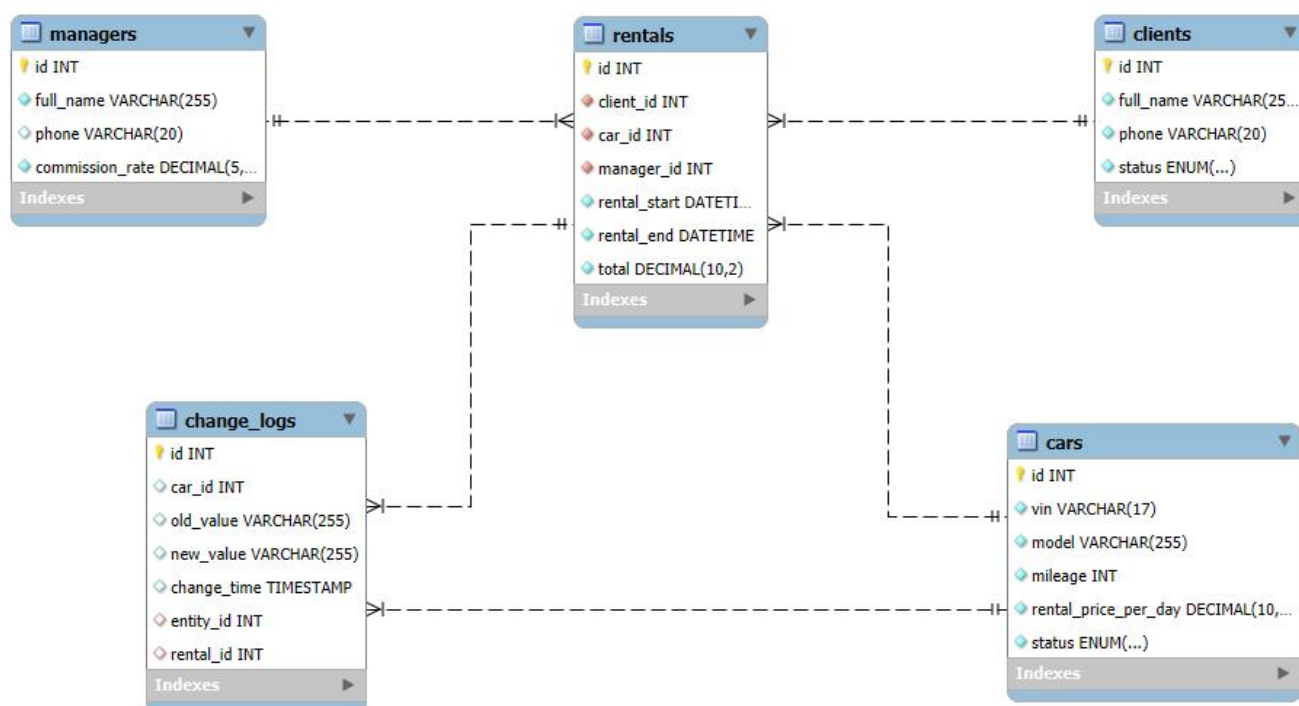 managers
id INT
full_name VARCHAR(255)
phone VARCHAR(20)
commission_rate DECIMAL(5,...
Indexes
rentals
id INT
client_id INT
car_id INT
manager_id INT
rental_start DATETI...
rental_end DATETIME
total DECIMAL(10,2)
Indexes
clients
id INT
full_name VARCHAR(25...
phone VARCHAR(20)
status ENUM(...)
Indexes
change_logs
id INT
car_id INT
old_value VARCHAR(255)
new_value VARCHAR(255)
change_time TIMESTAMP
entity_id INT
rental_id INT
Indexes
cars
id INT
vin VARCHAR(17)
model VARCHAR(255)
mileage INT
rental_price_per_day DECIMAL(10,...
status ENUM(...)
Indexes